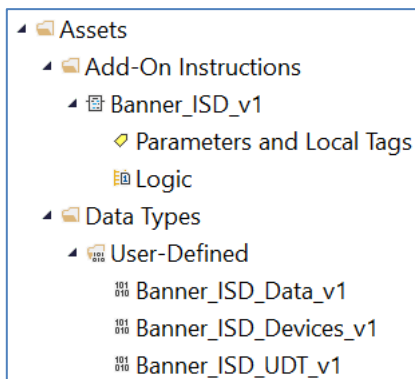 Assets
Add-On Instructions
Banner_ISD_v1
Parameters and Local Tags
Logic
Data Types
User-Defined
Banner_ISD_Data_v1
Banner_ISD_Devices_v1
Banner_ISD_UDT_v1